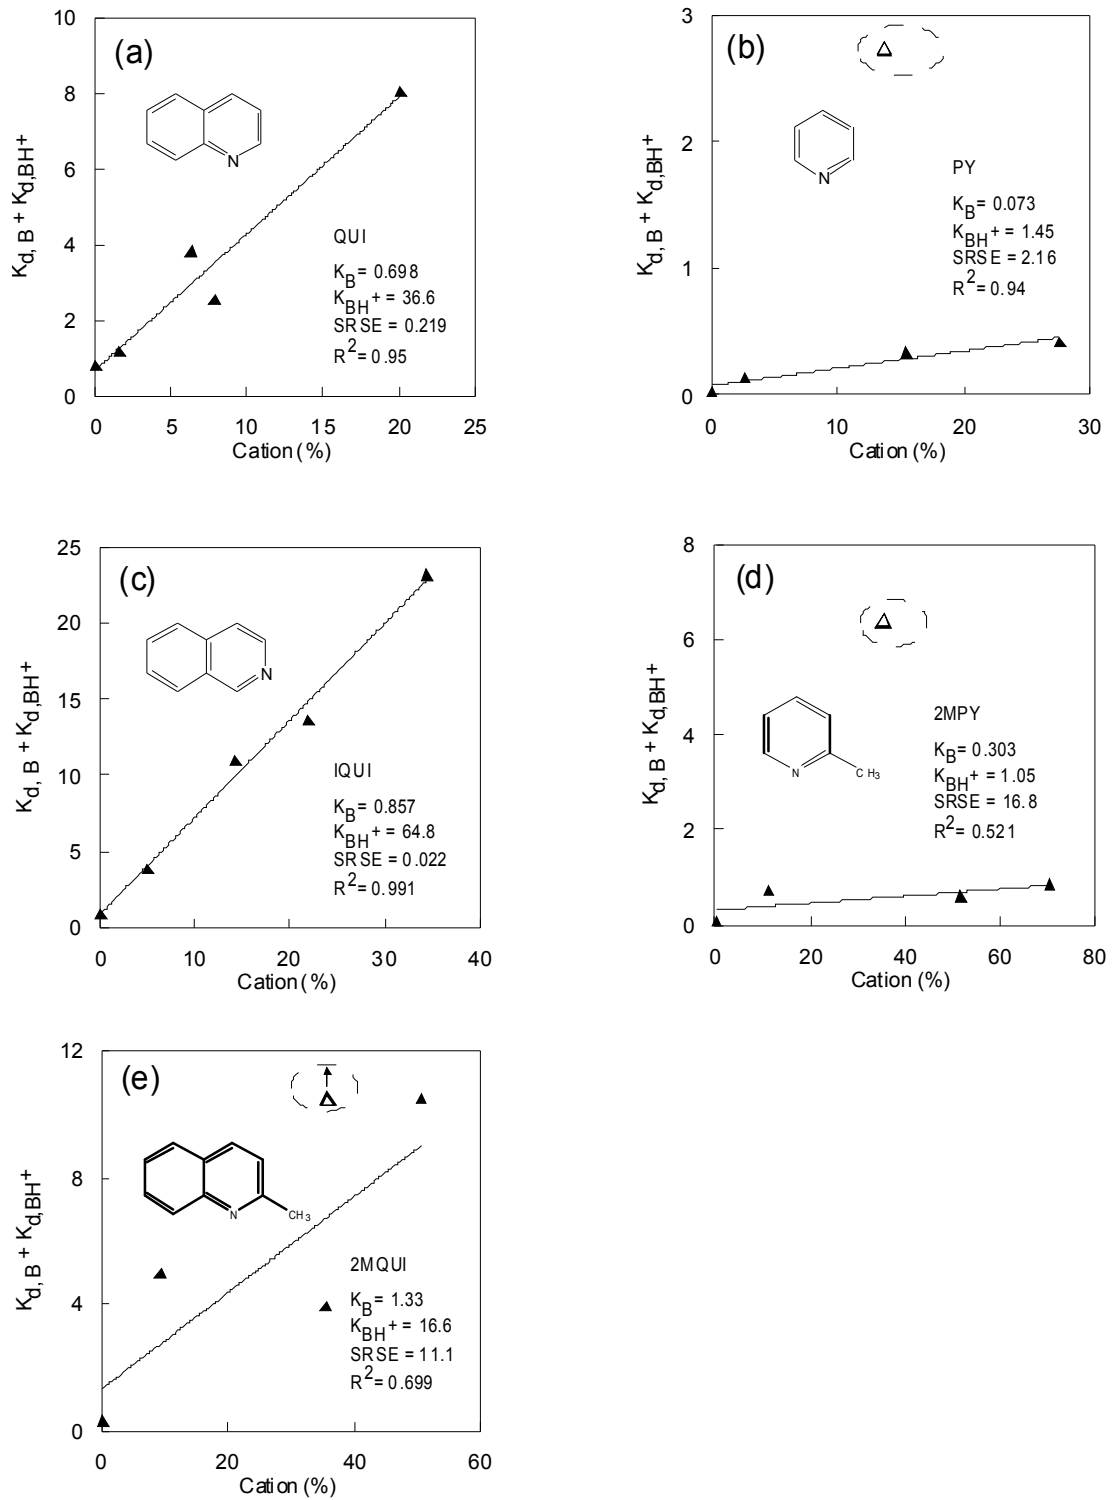 (a)
10
8
6
4
2
0
K_d, B + K_d,BH+
N
QUI
K_B = 0.698
K_BH+ = 36.6
SRSE = 0.219
R^2 = 0.95
0 5 10 15 20 25
Cation (%)
(b)
3
2
1
0
K_d, B + K_d,BH+
N
PY
K_B = 0.073
K_BH+ = 1.45
SRSE = 2.16
R^2 = 0.94
0 10 20 30
Cation (%)
(c)
25
20
15
10
5
0
K_d, B + K_d,BH+
N
IQUI
K_B = 0.857
K_BH+ = 64.8
SRSE = 0.022
R^2 = 0.991
0 10 20 30 40
Cation (%)
(d)
8
6
4
2
0
K_d, B + K_d,BH+
N
CH3
2MPY
K_B = 0.303
K_BH+ = 1.05
SRSE = 16.8
R^2 = 0.521
0 20 40 60 80
Cation (%)
(e)
12
8
4
0
K_d, B + K_d,BH+
N
CH3
2MQUI
K_B = 1.33
K_BH+ = 16.6
SRSE = 11.1
R^2 = 0.699
0 20 40 60
Cation (%)